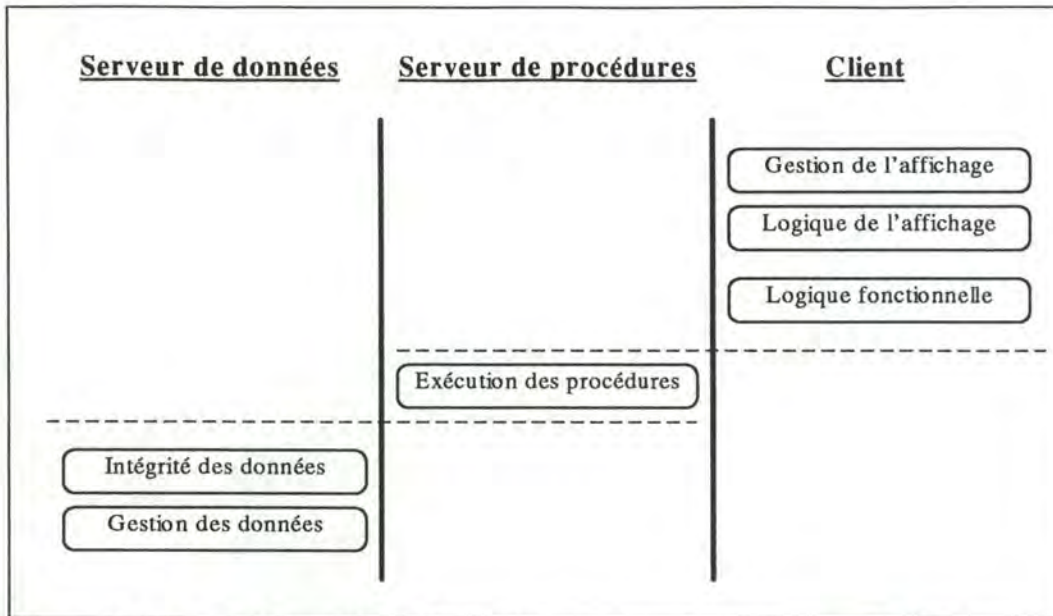 Serveur de données
Serveur de procédures
Client
Gestion de l'affichage
Logique de l'affichage
Logique fonctionnelle
Exécution des procédures
Intégrité des données
Gestion des données